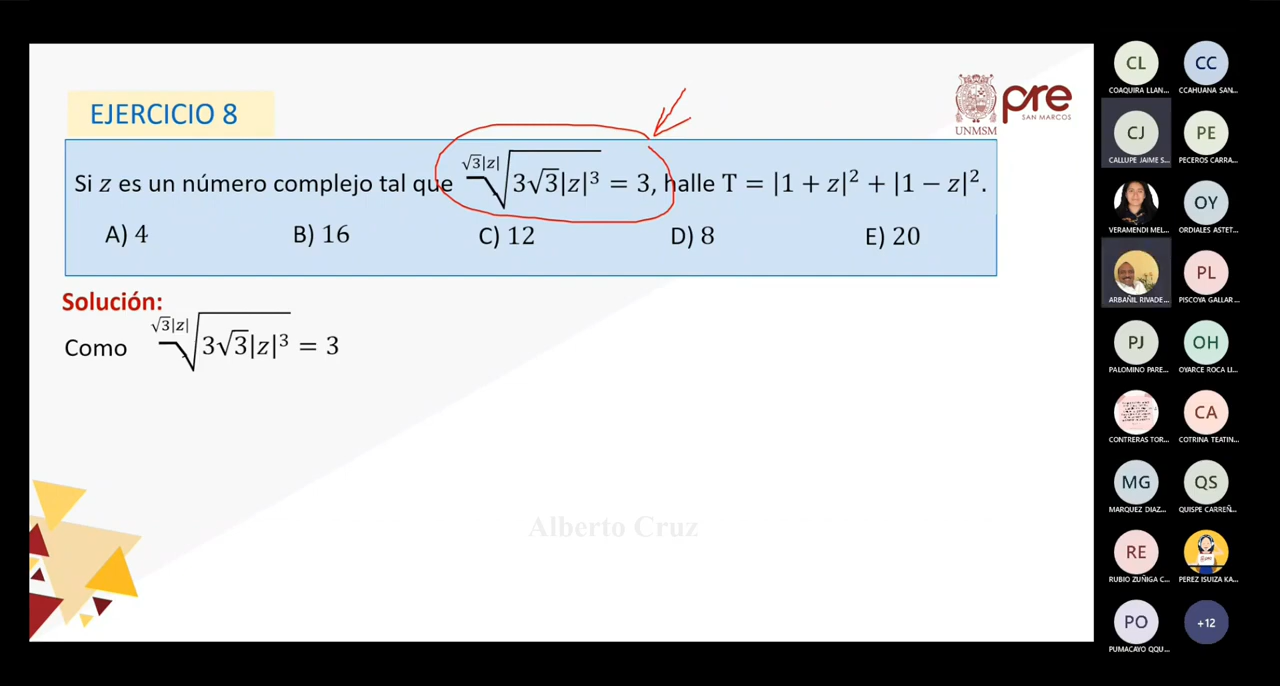 EJERCICIO 8
UNMSM
pre
SAN MARCOS
Si z es un número complejo tal que √3|z|√3√3|z|³ = 3, halle T = |1 + z|² + |1 − z|².
A) 4 B) 16 C) 12 D) 8 E) 20
Solución:
Como √3|z|√3√3|z|³ = 3
Alberto Cruz
CL CC
COAQUIRA LLAN... CCAHUANA SAN...
CJ PE
CALLUPE JAIME S... PECEROS CARRA...
OY
VERAMENDI MEL... ORDIALES ASTET...
PL
ARBAÑIL RIVADE... PISCOYA GALLAR...
PJ OH
PALOMINO PARE... OYARCE ROCA LI...
CA
CONTRERAS TOR... COTRINA TEATIN...
MG QS
MARQUEZ DIAZ... QUISPE CARREÑ...
RE
RUBIO ZUÑIGA C... PEREZ ISUIZA KA...
PO +12
PUMACAYO QQU...